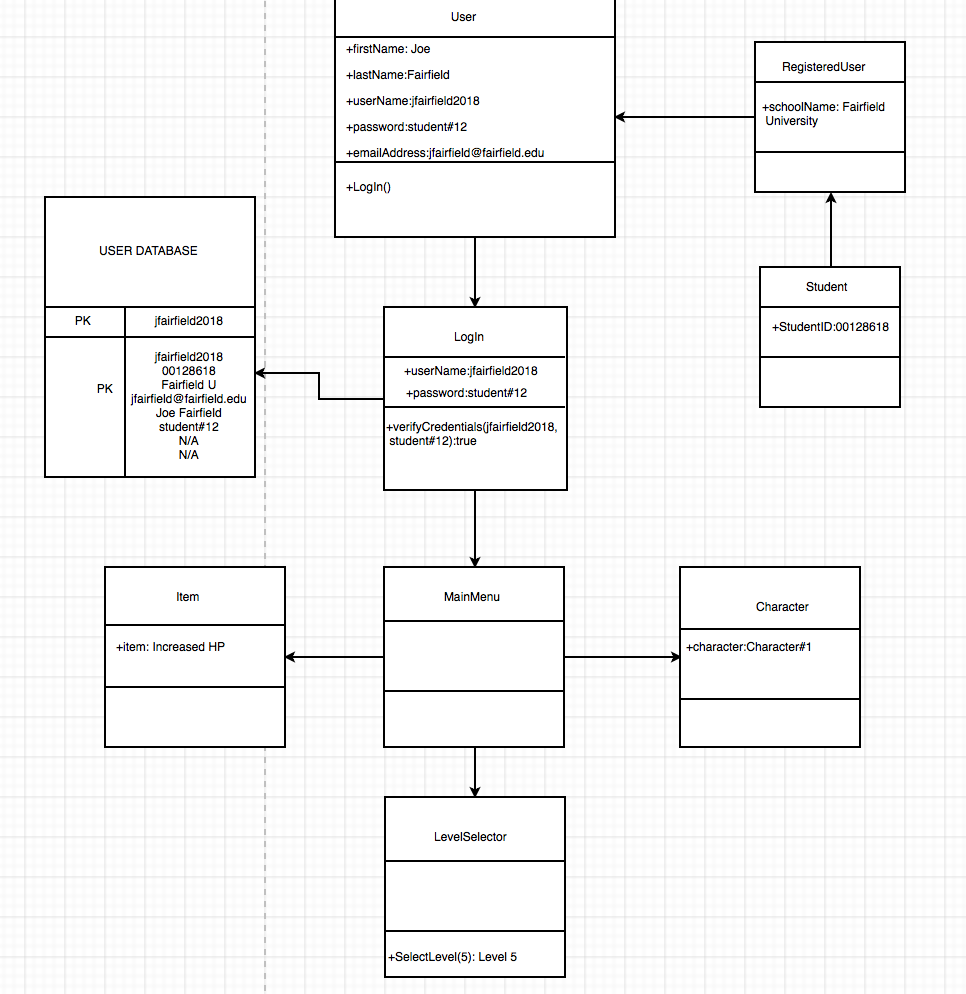 User
+firstName: Joe
+lastName:Fairfield
+userName:jfairfield2018
+password:student#12
+emailAddress:jfairfield@fairfield.edu
+LogIn()
RegisteredUser
+schoolName: Fairfield
University
Student
+StudentID:00128618
USER DATABASE
PK
jfairfield2018
PK
jfairfield2018
00128618
Fairfield U
jfairfield@fairfield.edu
Joe Fairfield
student#12
N/A
N/A
LogIn
+userName:jfairfield2018
+password:student#12
+verifyCredentials(jfairfield2018,
student#12):true
Item
+item: Increased HP
MainMenu
Character
+character:Character#1
LevelSelector
+SelectLevel(5): Level 5